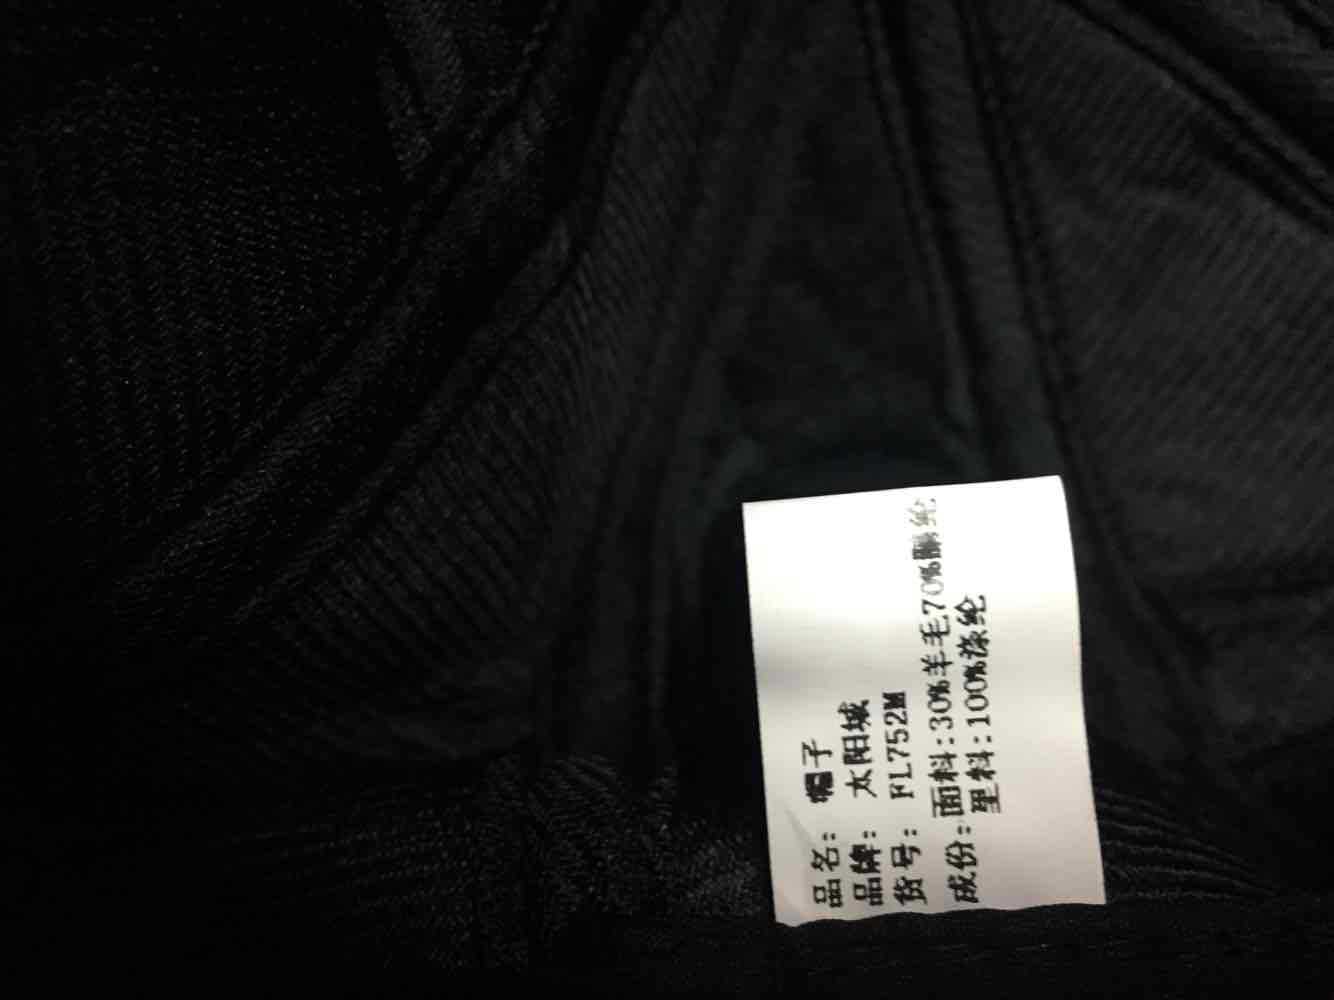 品名: 帽子
品牌: 太阳城
货号: FL752M
成份:面料:30%羊毛70%腈纶
里料:100%涤纶